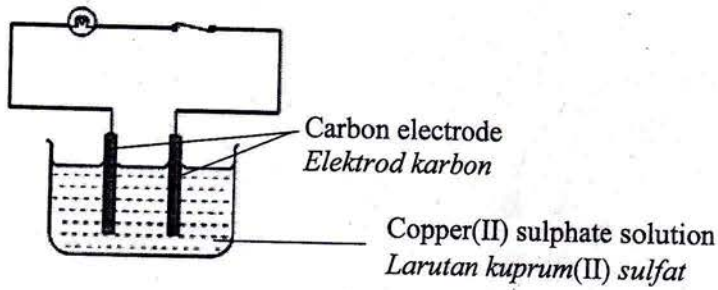 Carbon electrode
Elektrod karbon
Copper(II) sulphate solution
Larutan kuprum(II) sulfat